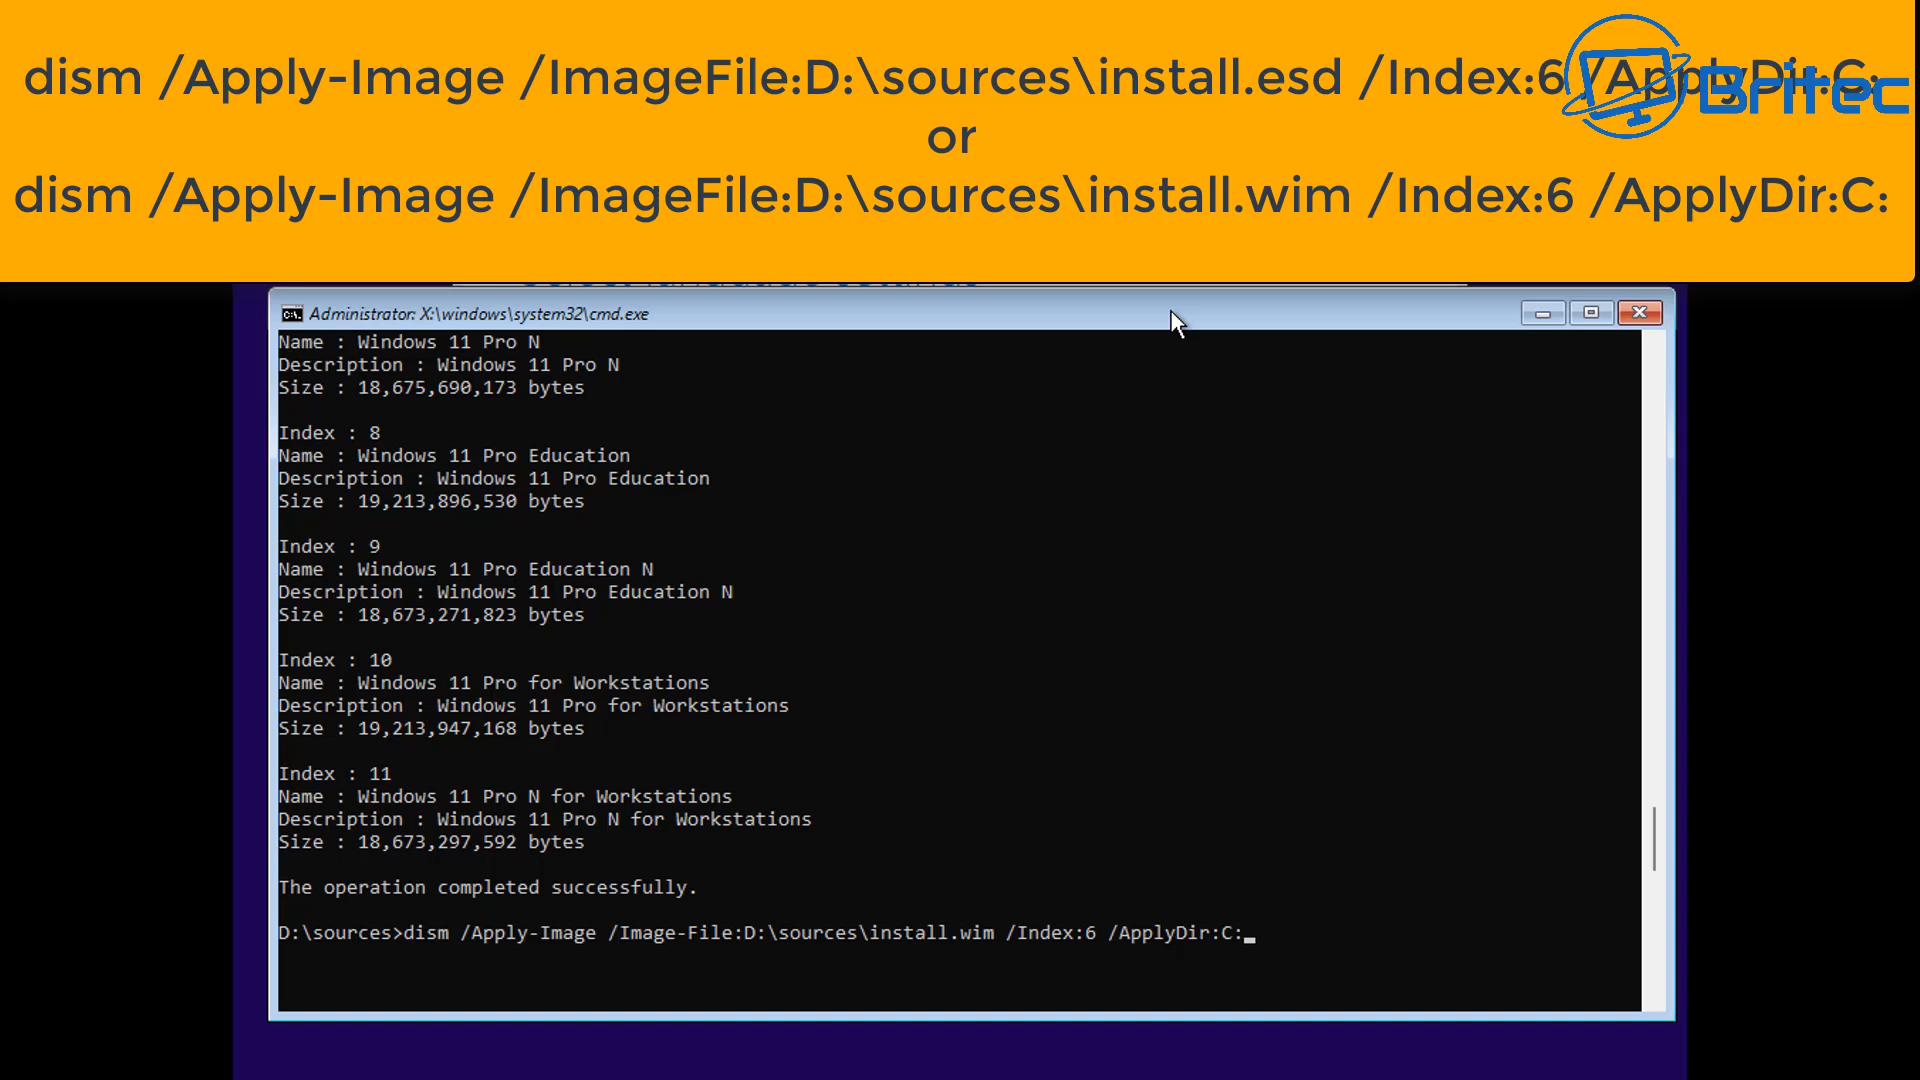 dism /Apply-Image /ImageFile:D:\sources\install.esd /Index:6 /ApplyDir:C:
Britec
or
dism /Apply-Image /ImageFile:D:\sources\install.wim /Index:6 /ApplyDir:C:
Administrator: X:\windows\system32\cmd.exe
Name : Windows 11 Pro N
Description : Windows 11 Pro N
Size : 18,675,690,173 bytes
Index : 8
Name : Windows 11 Pro Education
Description : Windows 11 Pro Education
Size : 19,213,896,530 bytes
Index : 9
Name : Windows 11 Pro Education N
Description : Windows 11 Pro Education N
Size : 18,673,271,823 bytes
Index : 10
Name : Windows 11 Pro for Workstations
Description : Windows 11 Pro for Workstations
Size : 19,213,947,168 bytes
Index : 11
Name : Windows 11 Pro N for Workstations
Description : Windows 11 Pro N for Workstations
Size : 18,673,297,592 bytes
The operation completed successfully.
D:\sources>dism /Apply-Image /Image-File:D:\sources\install.wim /Index:6 /ApplyDir:C: